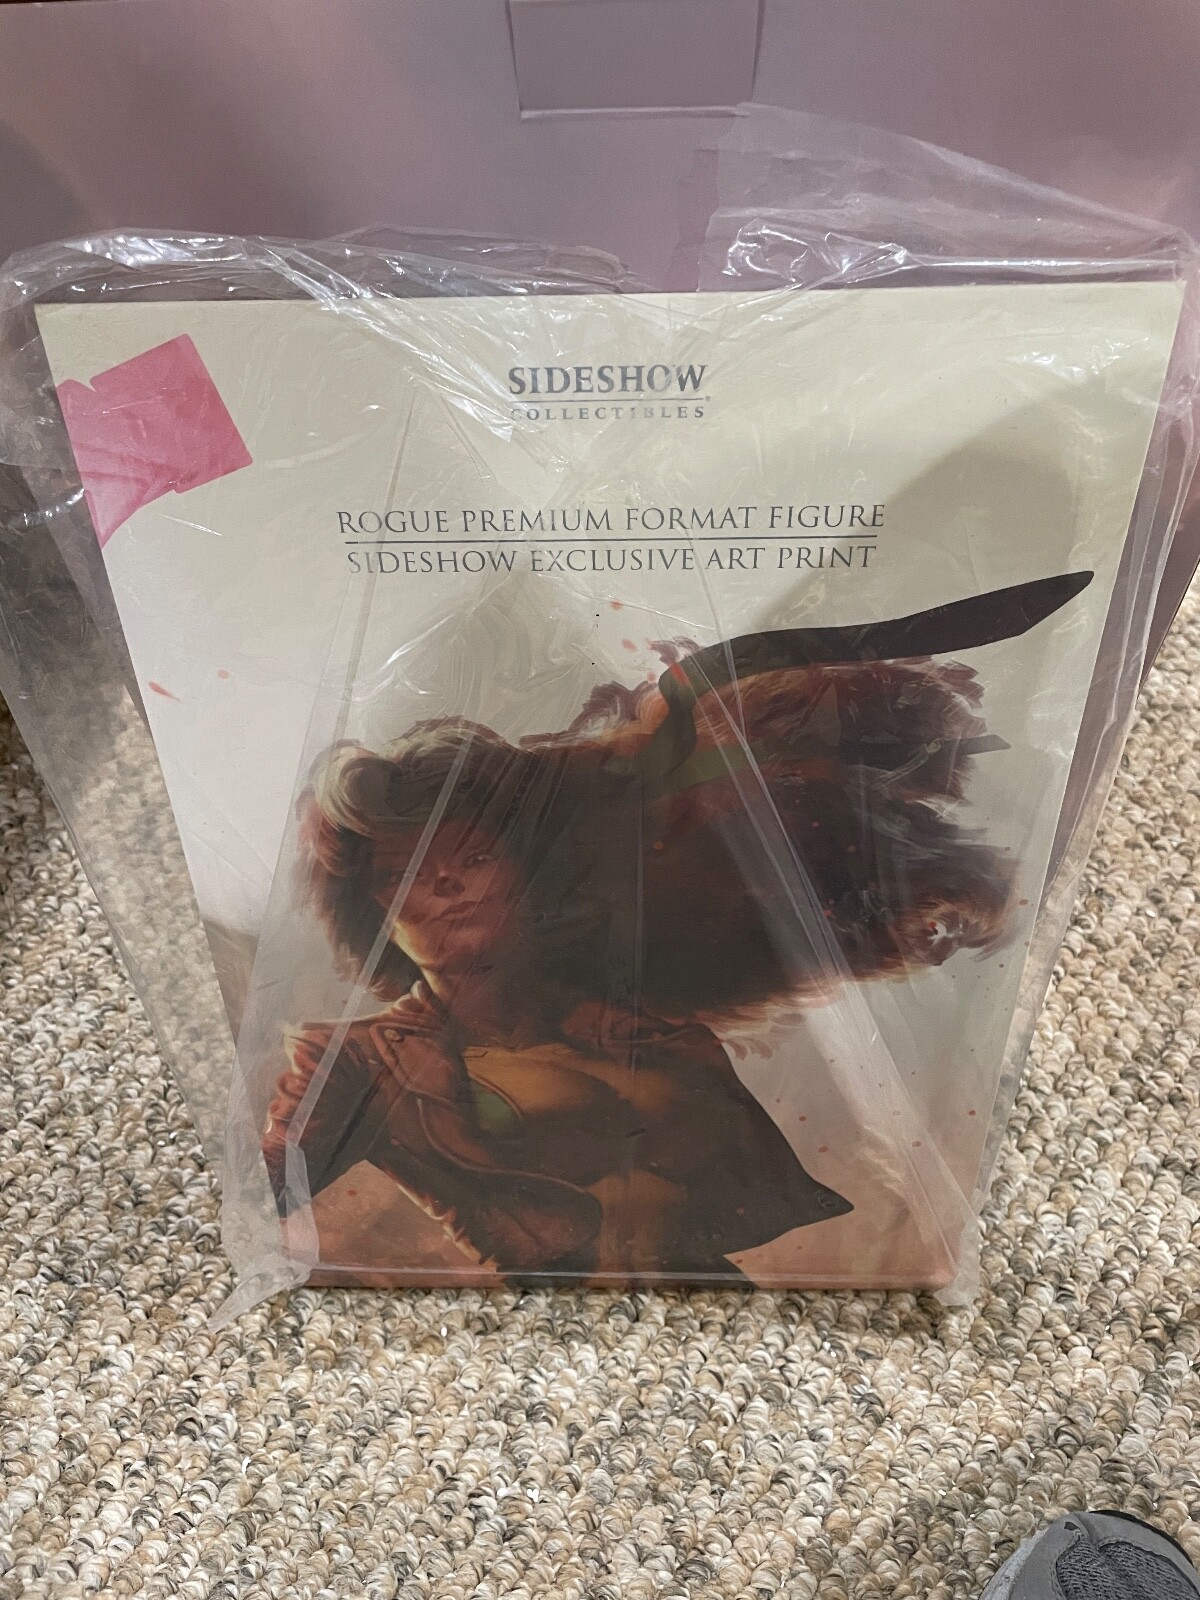 SIDESHOW
COLLECTIBLES
ROGUE PREMIUM FORMAT FIGURE
SIDESHOW EXCLUSIVE ART PRINT